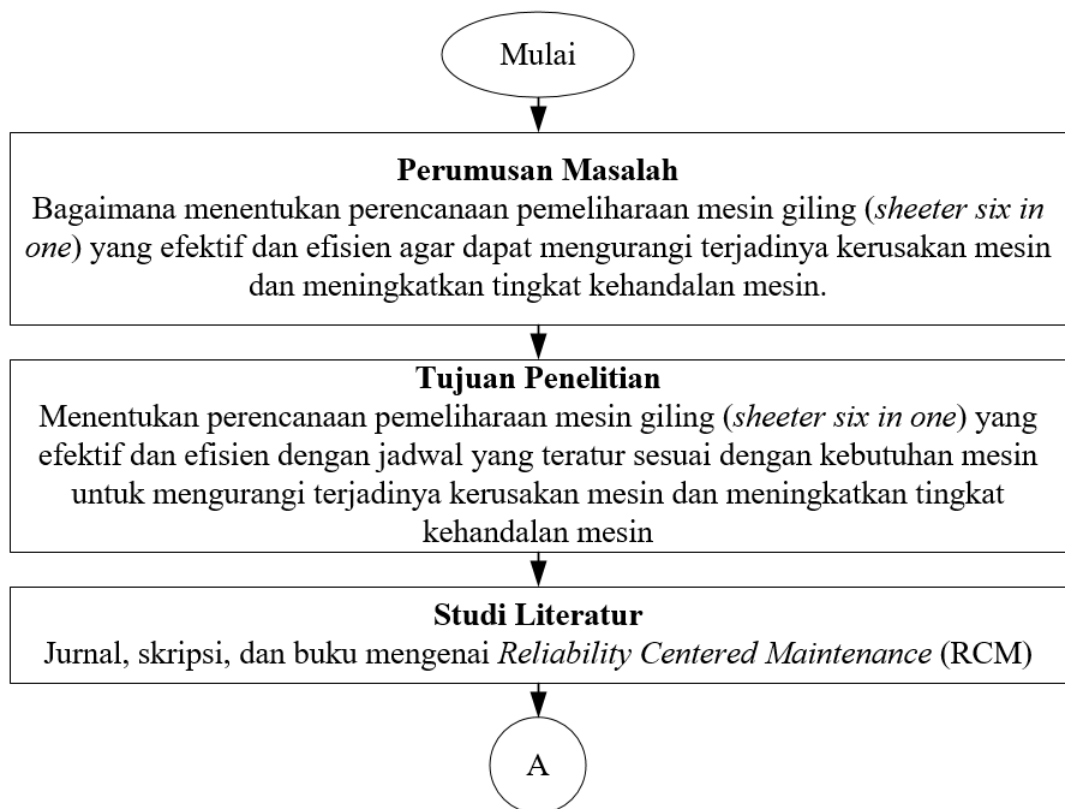 Mulai
Perumusan Masalah
Bagaimana menentukan perencanaan pemeliharaan mesin giling (sheeter six in
one) yang efektif dan efisien agar dapat mengurangi terjadinya kerusakan mesin
dan meningkatkan tingkat kehandalan mesin.
Tujuan Penelitian
Menentukan perencanaan pemeliharaan mesin giling (sheeter six in one) yang
efektif dan efisien dengan jadwal yang teratur sesuai dengan kebutuhan mesin
untuk mengurangi terjadinya kerusakan mesin dan meningkatkan tingkat
kehandalan mesin
Studi Literatur
Jurnal, skripsi, dan buku mengenai Reliability Centered Maintenance (RCM)
A